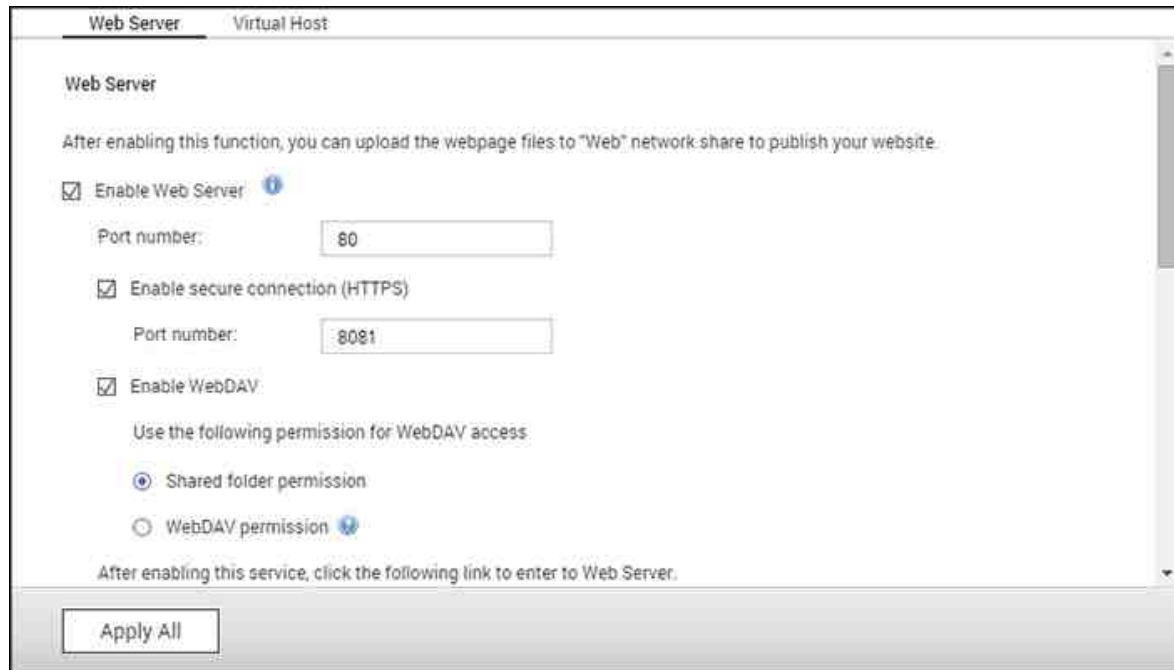 Web Server Virtual Host
Web Server
After enabling this function, you can upload the webpage files to "Web" network share to publish your website.
Enable Web Server
Port number: 80
Enable secure connection (HTTPS)
Port number: 8081
Enable WebDAV
Use the following permission for WebDAV access
Shared folder permission
WebDAV permission
After enabling this service, click the following link to enter to Web Server.
Apply All